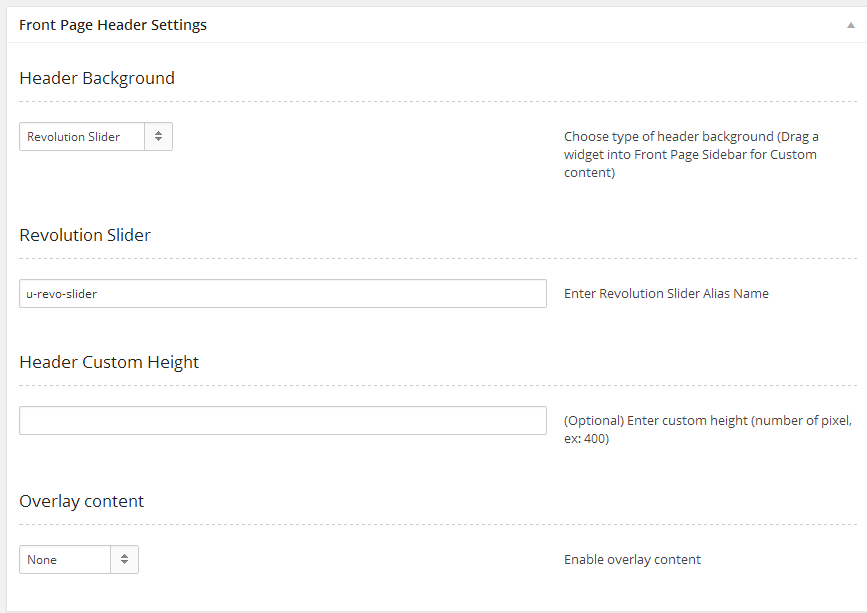 Front Page Header Settings
Header Background
Revolution Slider
Choose type of header background (Drag a
widget into Front Page Sidebar for Custom
content)
Revolution Slider
u-revo-slider
Enter Revolution Slider Alias Name
Header Custom Height
(Optional) Enter custom height (number of pixel,
ex: 400)
Overlay content
None
Enable overlay content